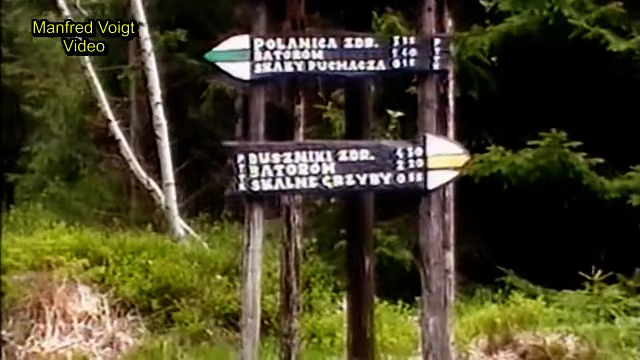 Manfred Voigt
Video
POLANICA ZDR.
BATORÓW
SKAŁY PUCHACZA
DUSZNIKI ZDR.
BATORÓW
SKALNE GRZYBY